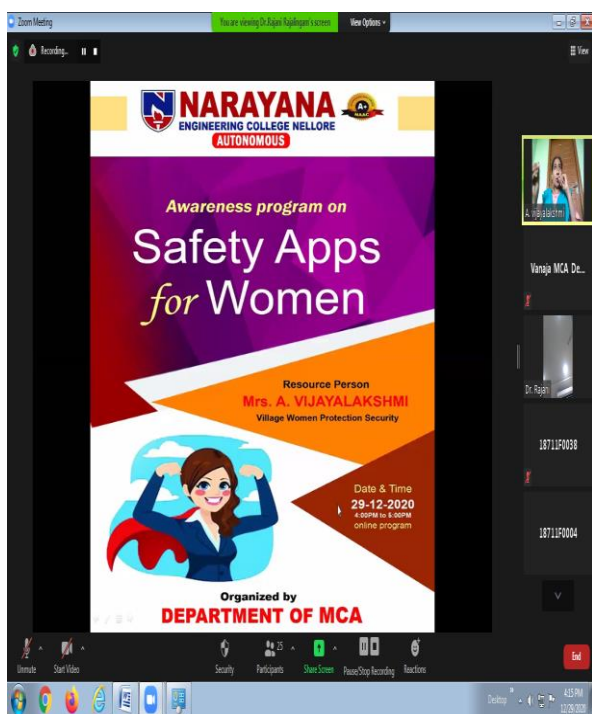 Zoom Meeting
You are viewing Dr.Rajani Rajalingam's screen
View Options
Recording...
View
NARAYANA
ENGINEERING COLLEGE NELLORE
AUTONOMOUS
A+
NAAC
Awareness program on
Safety Apps
for Women
Resource Person
Mrs. A. VIJAYALAKSHMI
Village Women Protection Security
Date & Time
29-12-2020
4:00PM to 5:00PM
online program
Organized by
DEPARTMENT OF MCA
A. vijayalakshmi
Vanaja MCA De...
Dr. Rajani
18711F0038
18711F0004
Unmute
Start Video
Security
25
Participants
Share Screen
Pause/Stop Recording
Reactions
End
Desktop
4:15 PM
12/29/2020